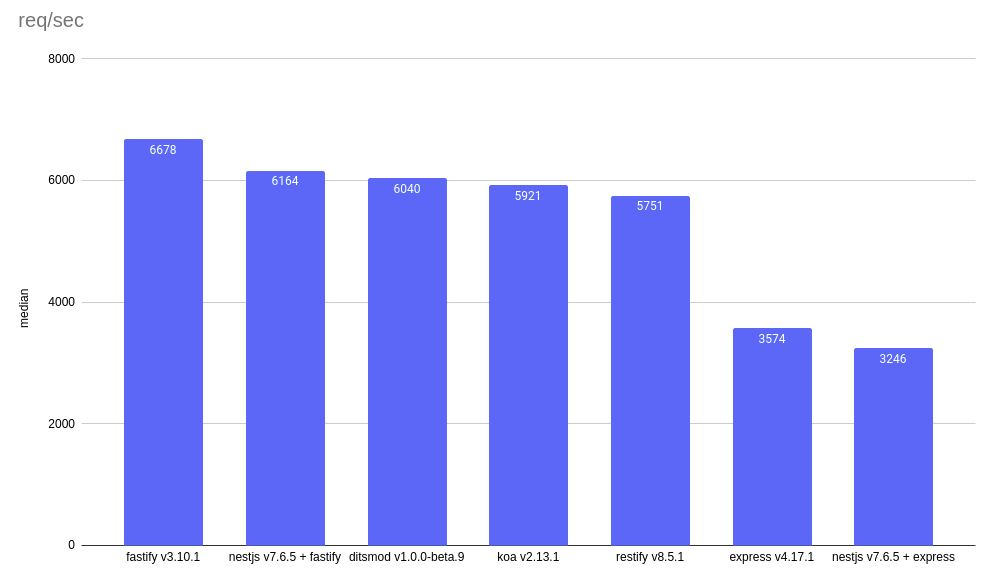 req/sec
8000
6000
4000
2000
0
median
6678
6164
6040
5921
5751
3574
3246
fastify v3.10.1
nestjs v7.6.5 + fastify
ditsmod v1.0.0-beta.9
koa v2.13.1
restify v8.5.1
express v4.17.1
nestjs v7.6.5 + express